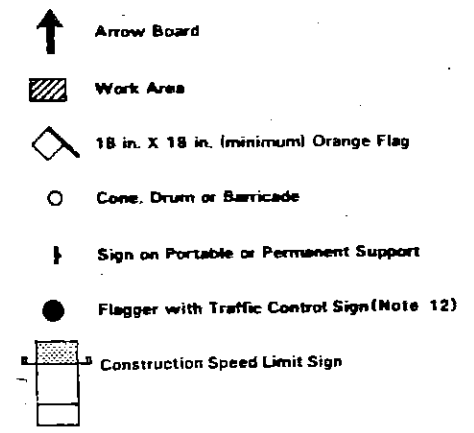 Arrow Board
Work Area
18 in. X 18 in. (minimum) Orange Flag
Cone, Drum or Barricade
Sign on Portable or Permanent Support
Flagger with Traffic Control Sign(Note 12)
Construction Speed Limit Sign